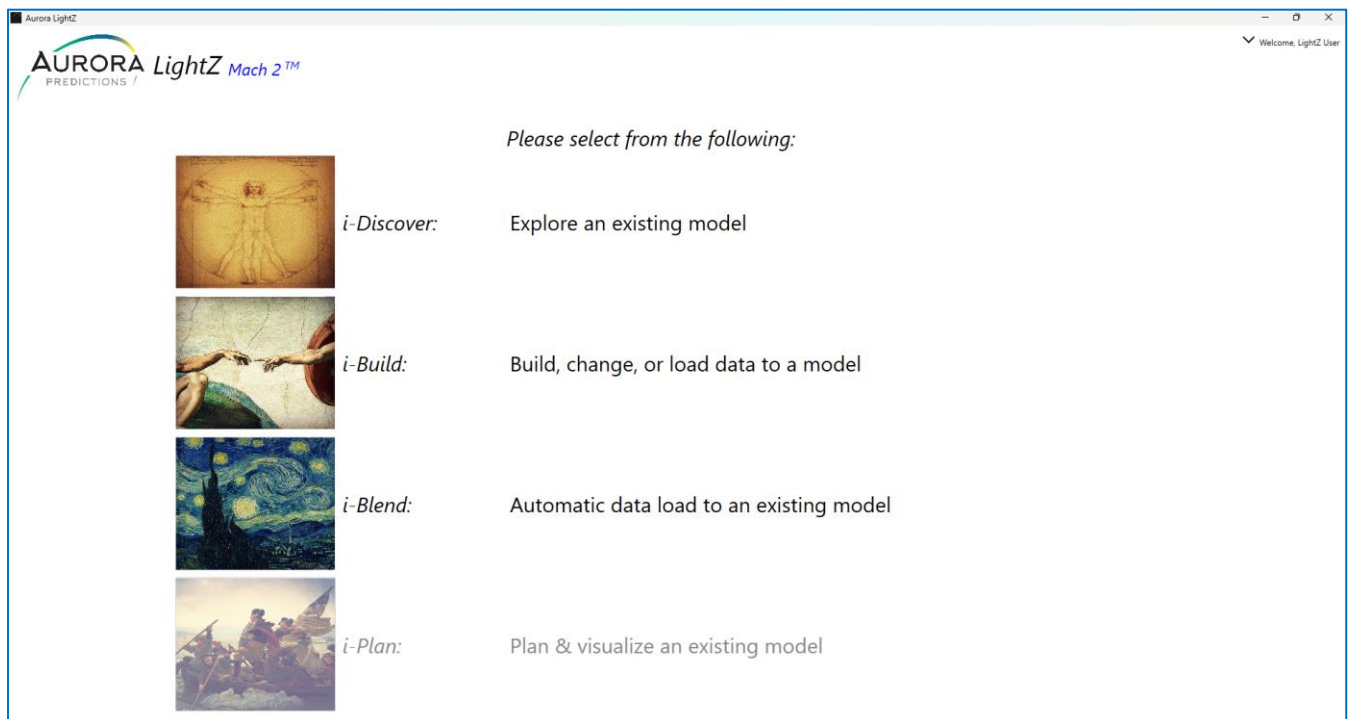 Aurora LightZ
Welcome, LightZ User
AURORA LightZ Mach 2™
PREDICTIONS
Please select from the following:
i-Discover: Explore an existing model
i-Build: Build, change, or load data to a model
i-Blend: Automatic data load to an existing model
i-Plan: Plan & visualize an existing model